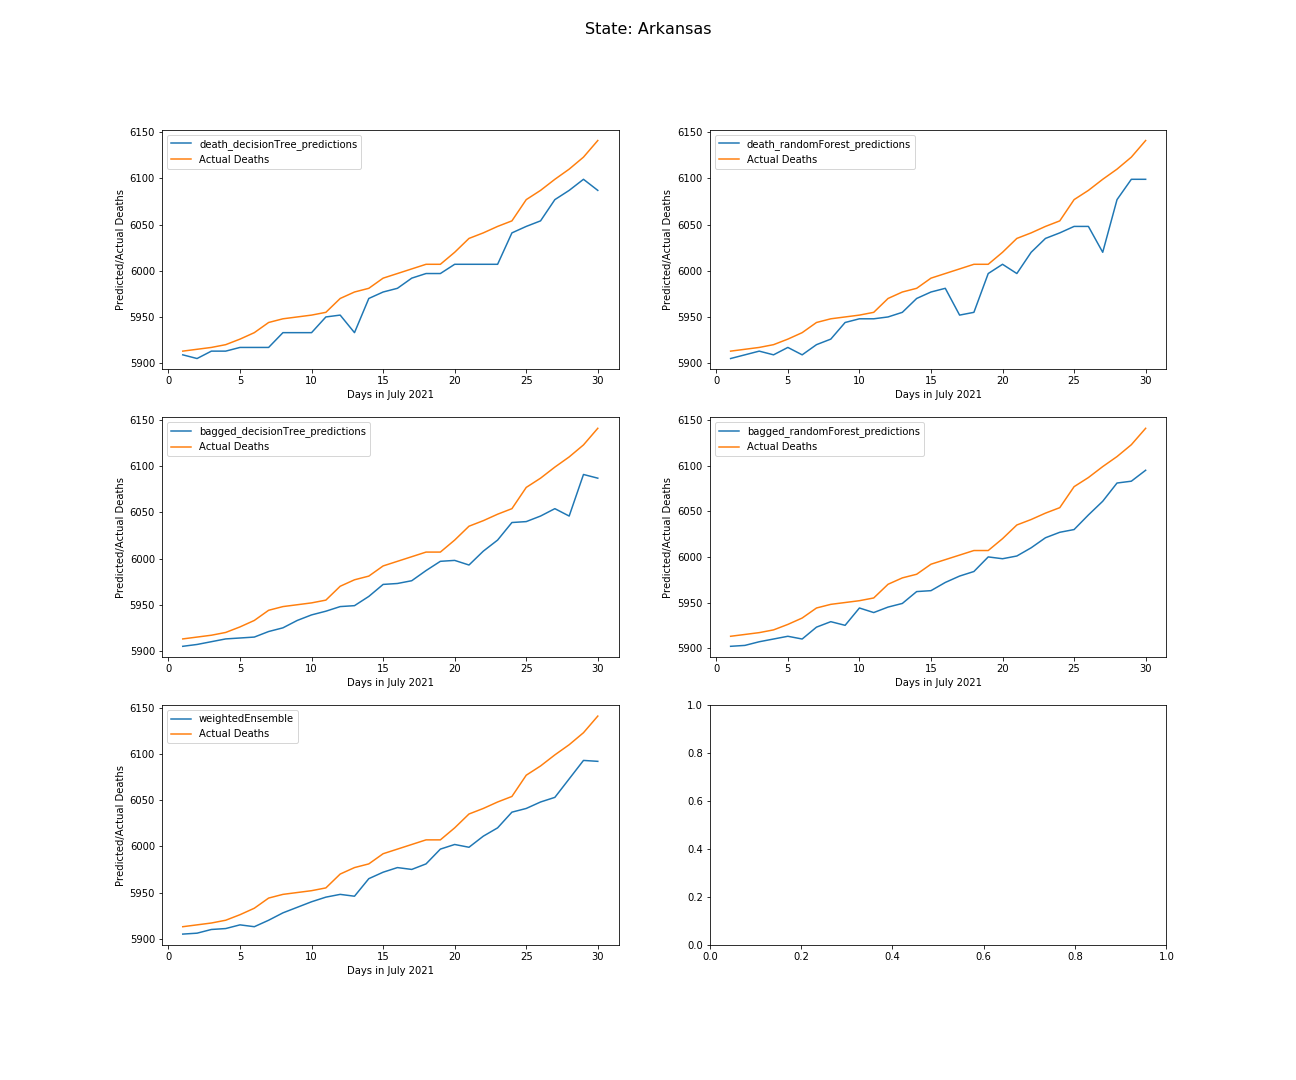 State: Arkansas
death_decisionTree_predictions
Actual Deaths
Predicted/Actual Deaths
6150
6100
6050
6000
5950
5900
0 5 10 15 20 25 30
Days in July 2021
death_randomForest_predictions
Actual Deaths
Predicted/Actual Deaths
6150
6100
6050
6000
5950
5900
0 5 10 15 20 25 30
Days in July 2021
bagged_decisionTree_predictions
Actual Deaths
Predicted/Actual Deaths
6150
6100
6050
6000
5950
5900
0 5 10 15 20 25 30
Days in July 2021
bagged_randomForest_predictions
Actual Deaths
Predicted/Actual Deaths
6150
6100
6050
6000
5950
5900
0 5 10 15 20 25 30
Days in July 2021
weightedEnsemble
Actual Deaths
Predicted/Actual Deaths
6150
6100
6050
6000
5950
5900
0 5 10 15 20 25 30
Days in July 2021
1.0
0.8
0.6
0.4
0.2
0.0
0.0 0.2 0.4 0.6 0.8 1.0